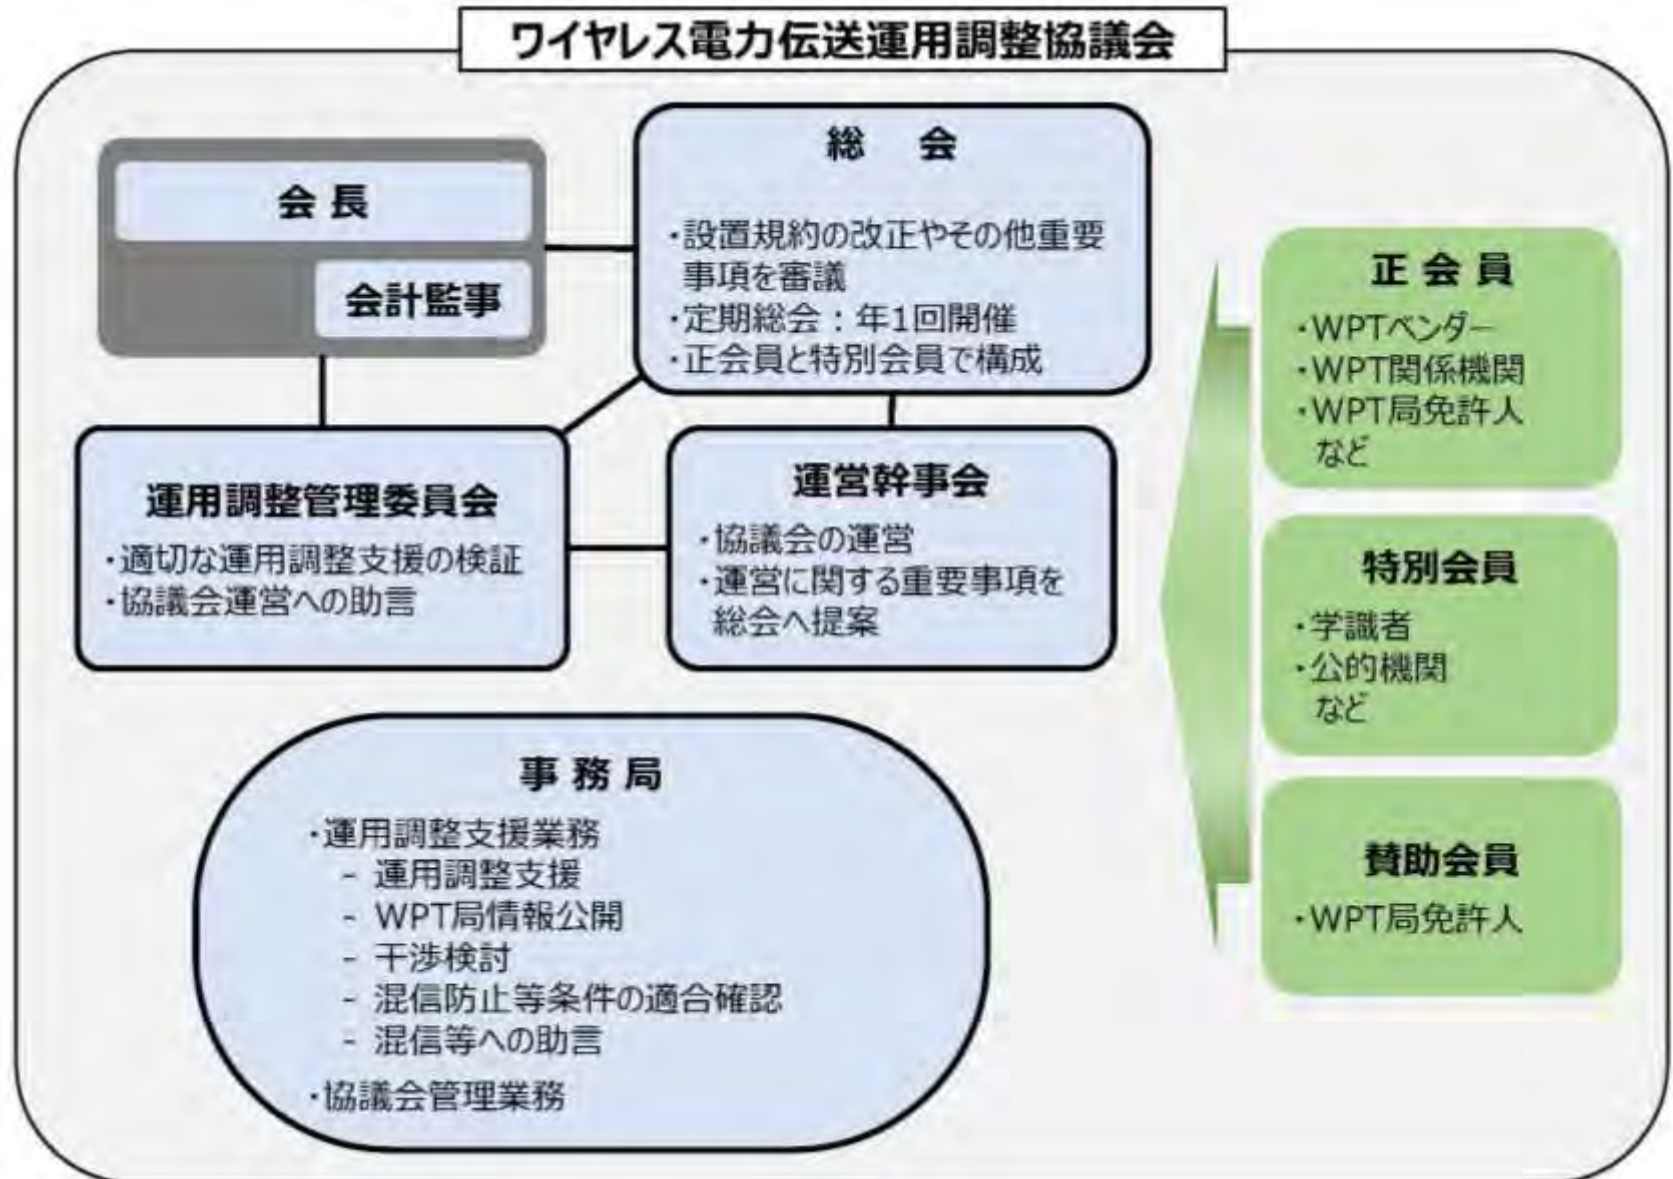 ワイヤレス電力伝送運用調整協議会
会長
会計監事
総 会
・設置規約の改正やその他重要
事項を審議
・定期総会：年1回開催
・正会員と特別会員で構成
運用調整管理委員会
・適切な運用調整支援の検証
・協議会運営への助言
運営幹事会
・協議会の運営
・運営に関する重要事項を
総会へ提案
事務局
・運用調整支援業務
- 運用調整支援
- WPT局情報公開
- 干渉検討
- 混信防止等条件の適合確認
- 混信等への助言
・協議会管理業務
正会員
・WPTベンダー
・WPT関係機関
・WPT局免許人
など
特別会員
・学識者
・公的機関
など
賛助会員
・WPT局免許人